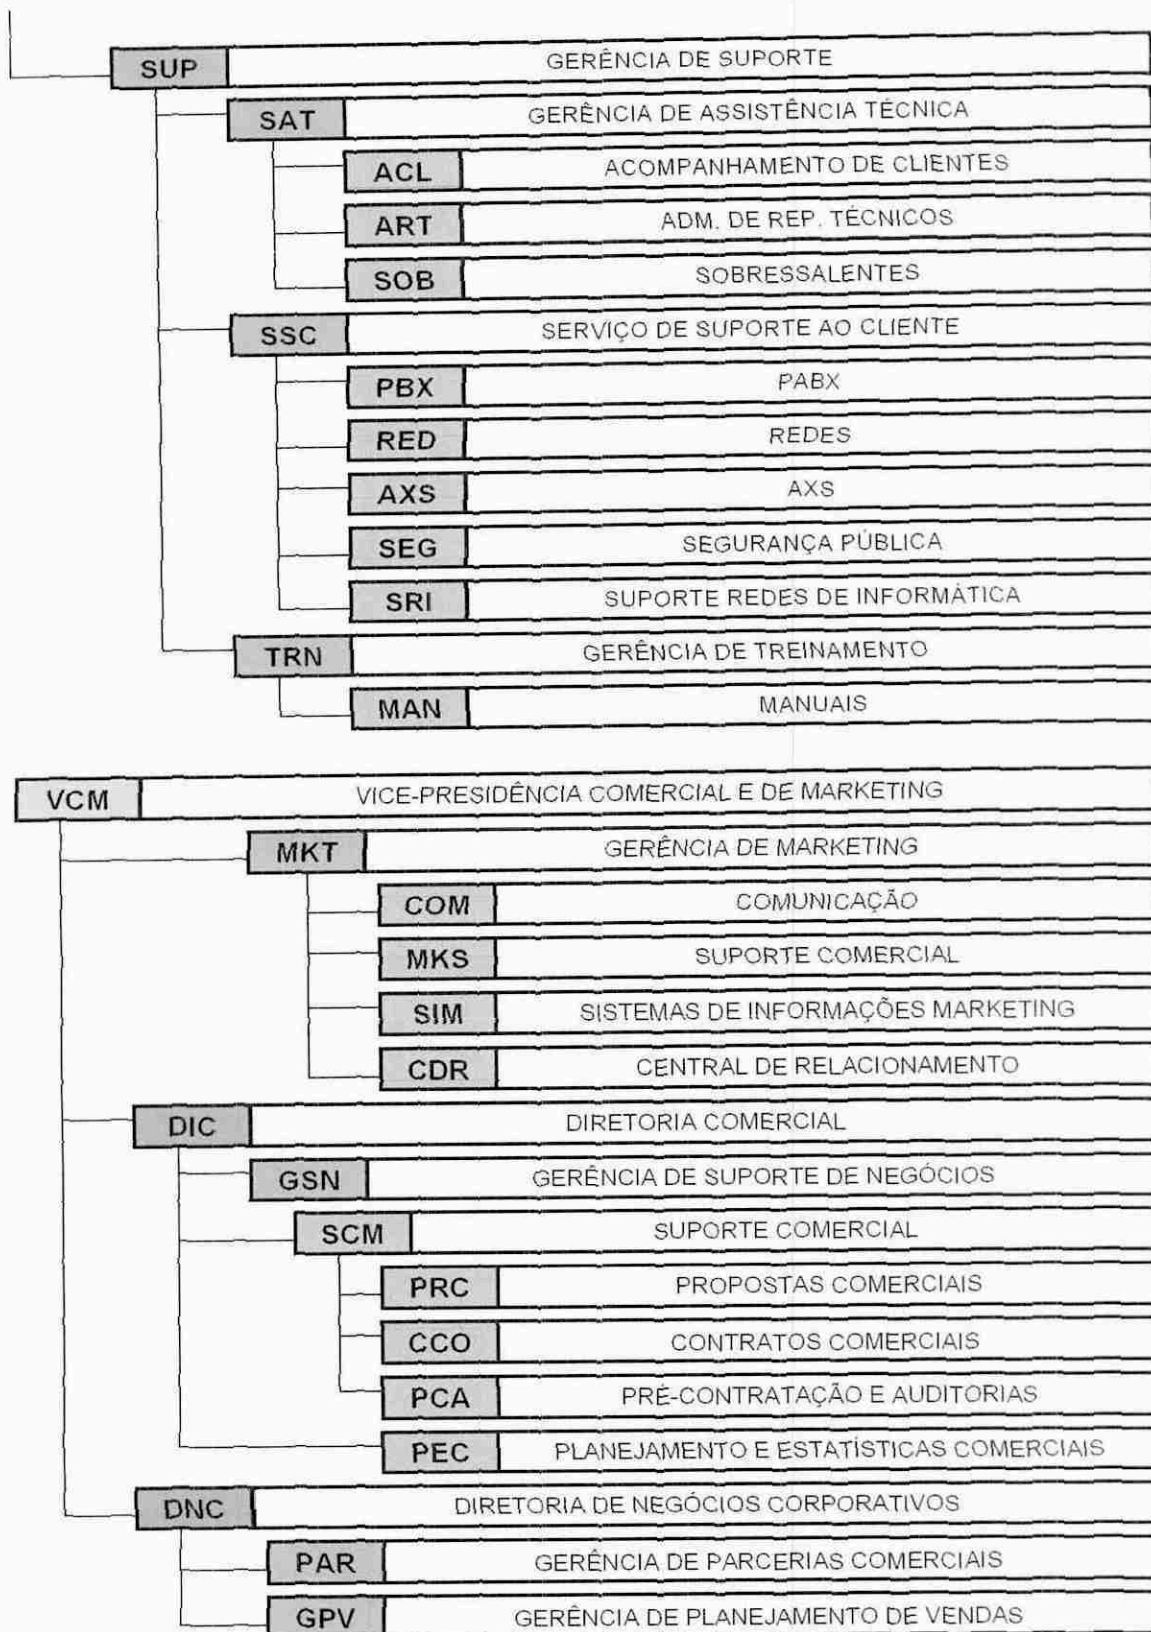 SUP GERÊNCIA DE SUPORTE
SAT GERÊNCIA DE ASSISTÊNCIA TÉCNICA
ACL ACOMPANHAMENTO DE CLIENTES
ART ADM. DE REP. TÉCNICOS
SOB SOBRESSALENTES
SSC SERVIÇO DE SUPORTE AO CLIENTE
PBX PABX
RED REDES
AXS AXS
SEG SEGURANÇA PÚBLICA
SRI SUPORTE REDES DE INFORMÁTICA
TRN GERÊNCIA DE TREINAMENTO
MAN MANUAIS
VCM VICE-PRESIDÊNCIA COMERCIAL E DE MARKETING
MKT GERÊNCIA DE MARKETING
COM COMUNICAÇÃO
MKS SUPORTE COMERCIAL
SIM SISTEMAS DE INFORMAÇÕES MARKETING
CDR CENTRAL DE RELACIONAMENTO
DIC DIRETORIA COMERCIAL
GSN GERÊNCIA DE SUPORTE DE NEGÓCIOS
SCM SUPORTE COMERCIAL
PRC PROPOSTAS COMERCIAIS
CCO CONTRATOS COMERCIAIS
PCA PRÉ-CONTRATAÇÃO E AUDITORIAS
PEC PLANEJAMENTO E ESTATÍSTICAS COMERCIAIS
DNC DIRETORIA DE NEGÓCIOS CORPORATIVOS
PAR GERÊNCIA DE PARCERIAS COMERCIAIS
GPV GERÊNCIA DE PLANEJAMENTO DE VENDAS